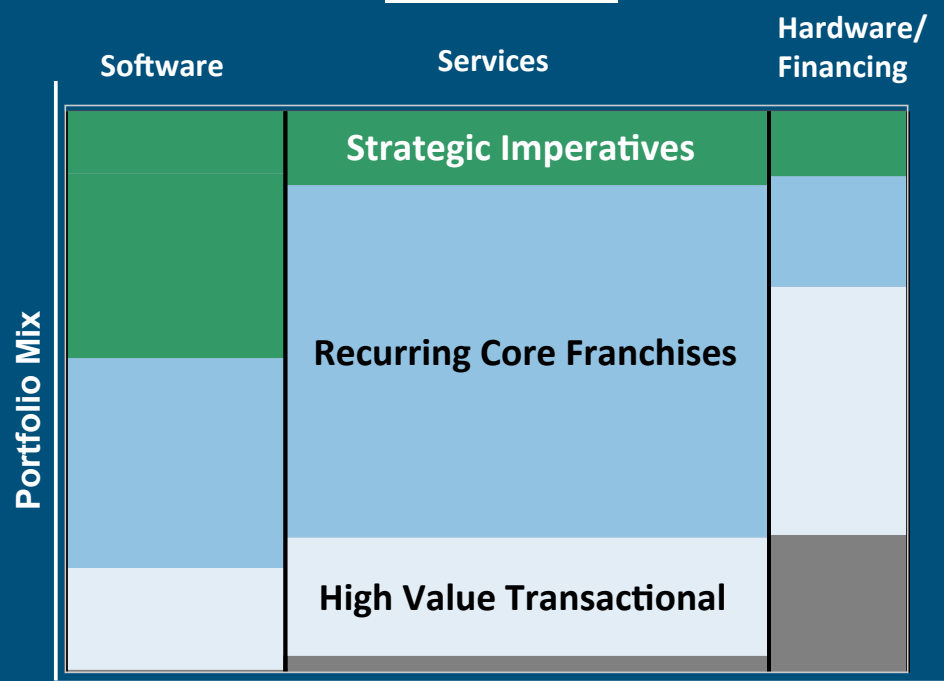 Software
Services
Hardware/
Financing
Portfolio Mix
Strategic Imperatives
Recurring Core Franchises
High Value Transactional